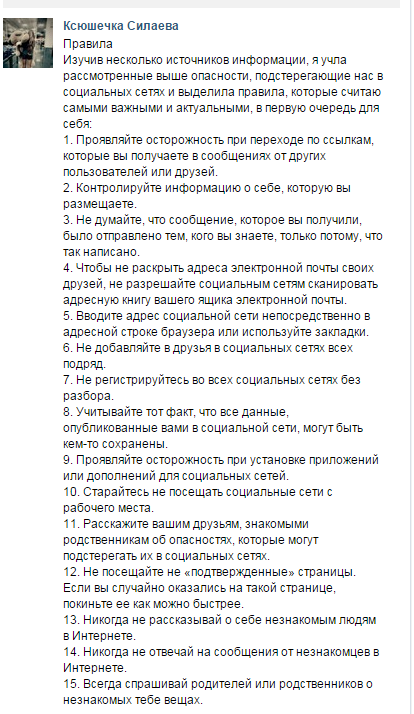 Ксюшечка Силаева
Правила
Изучив несколько источников информации, я учла
рассмотренные выше опасности, подстерегающие нас в
социальных сетях и выделила правила, которые считаю
самыми важными и актуальными, в первую очередь для
себя:
1. Проявляйте осторожность при переходе по ссылкам,
которые вы получаете в сообщениях от других
пользователей или друзей.
2. Контролируйте информацию о себе, которую вы
размещаете.
3. Не думайте, что сообщение, которое вы получили,
было отправлено тем, кого вы знаете, только потому, что
так написано.
4. Чтобы не раскрыть адреса электронной почты своих
друзей, не разрешайте социальным сетям сканировать
адресную книгу вашего ящика электронной почты.
5. Вводите адрес социальной сети непосредственно в
адресной строке браузера или используйте закладки.
6. Не добавляйте в друзья в социальных сетях всех
подряд.
7. Не регистрируйтесь во всех социальных сетях без
разбора.
8. Учитывайте тот факт, что все данные,
опубликованные вами в социальной сети, могут быть
кем-то сохранены.
9. Проявляйте осторожность при установке приложений
или дополнений для социальных сетей.
10. Старайтесь не посещать социальные сети с
рабочего места.
11. Расскажите вашим друзьям, знакомыми
родственникам об опасностях, которые могут
подстерегать их в социальных сетях.
12. Не посещайте не «подтвержденные» страницы.
Если вы случайно оказались на такой странице,
покиньте ее как можно быстрее.
13. Никогда не рассказывай о себе незнакомым людям
в Интернете.
14. Никогда не отвечай на сообщения от незнакомцев в
Интернете.
15. Всегда спрашивай родителей или родственников о
незнакомых тебе вещах.